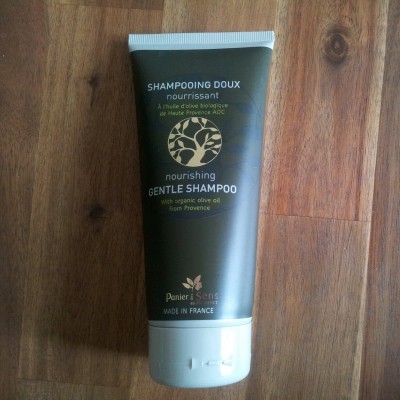 SHAMPOOING DOUX
nourrissant
À l'huile d'olive biologique
de Haute Provence AOC
nourishing
GENTLE SHAMPOO
With organic olive oil
from Provence
Panier des Sens
MADE IN FRANCE